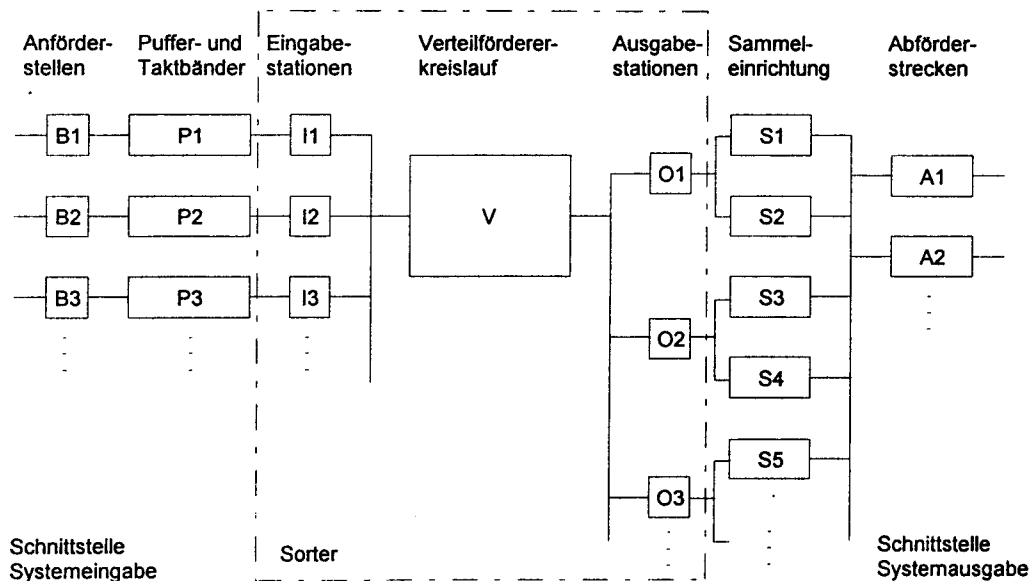 Anförder-
stellen
Puffer- und
Taktbänder
Eingabe-
stationen
Verteilförderer-
kreislauf
Ausgabe-
stationen
Sammel-
einrichtung
Abförder-
strecken
B1
P1
I1
S1
O1
A1
B2
P2
I2
V
S2
A2
B3
P3
I3
S3
O2
S4
S5
O3
Schnittstelle
Systemeingabe
Sorter
Schnittstelle
Systemausgabe